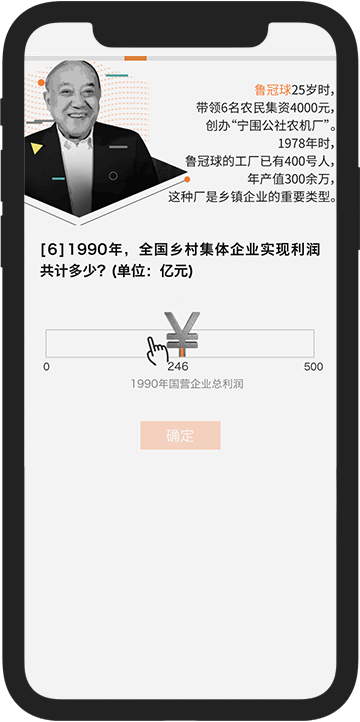 鲁冠球25岁时，
带领6名农民集资4000元，
创办“宁围公社农机厂”。
1978年时，
鲁冠球的工厂已有400号人，
年产值300余万，
这种厂是乡镇企业的重要类型。
[6]1990年，全国乡村集体企业实现利润
共计多少？(单位：亿元)
¥
0 246 500
1990年国营企业总利润
确定